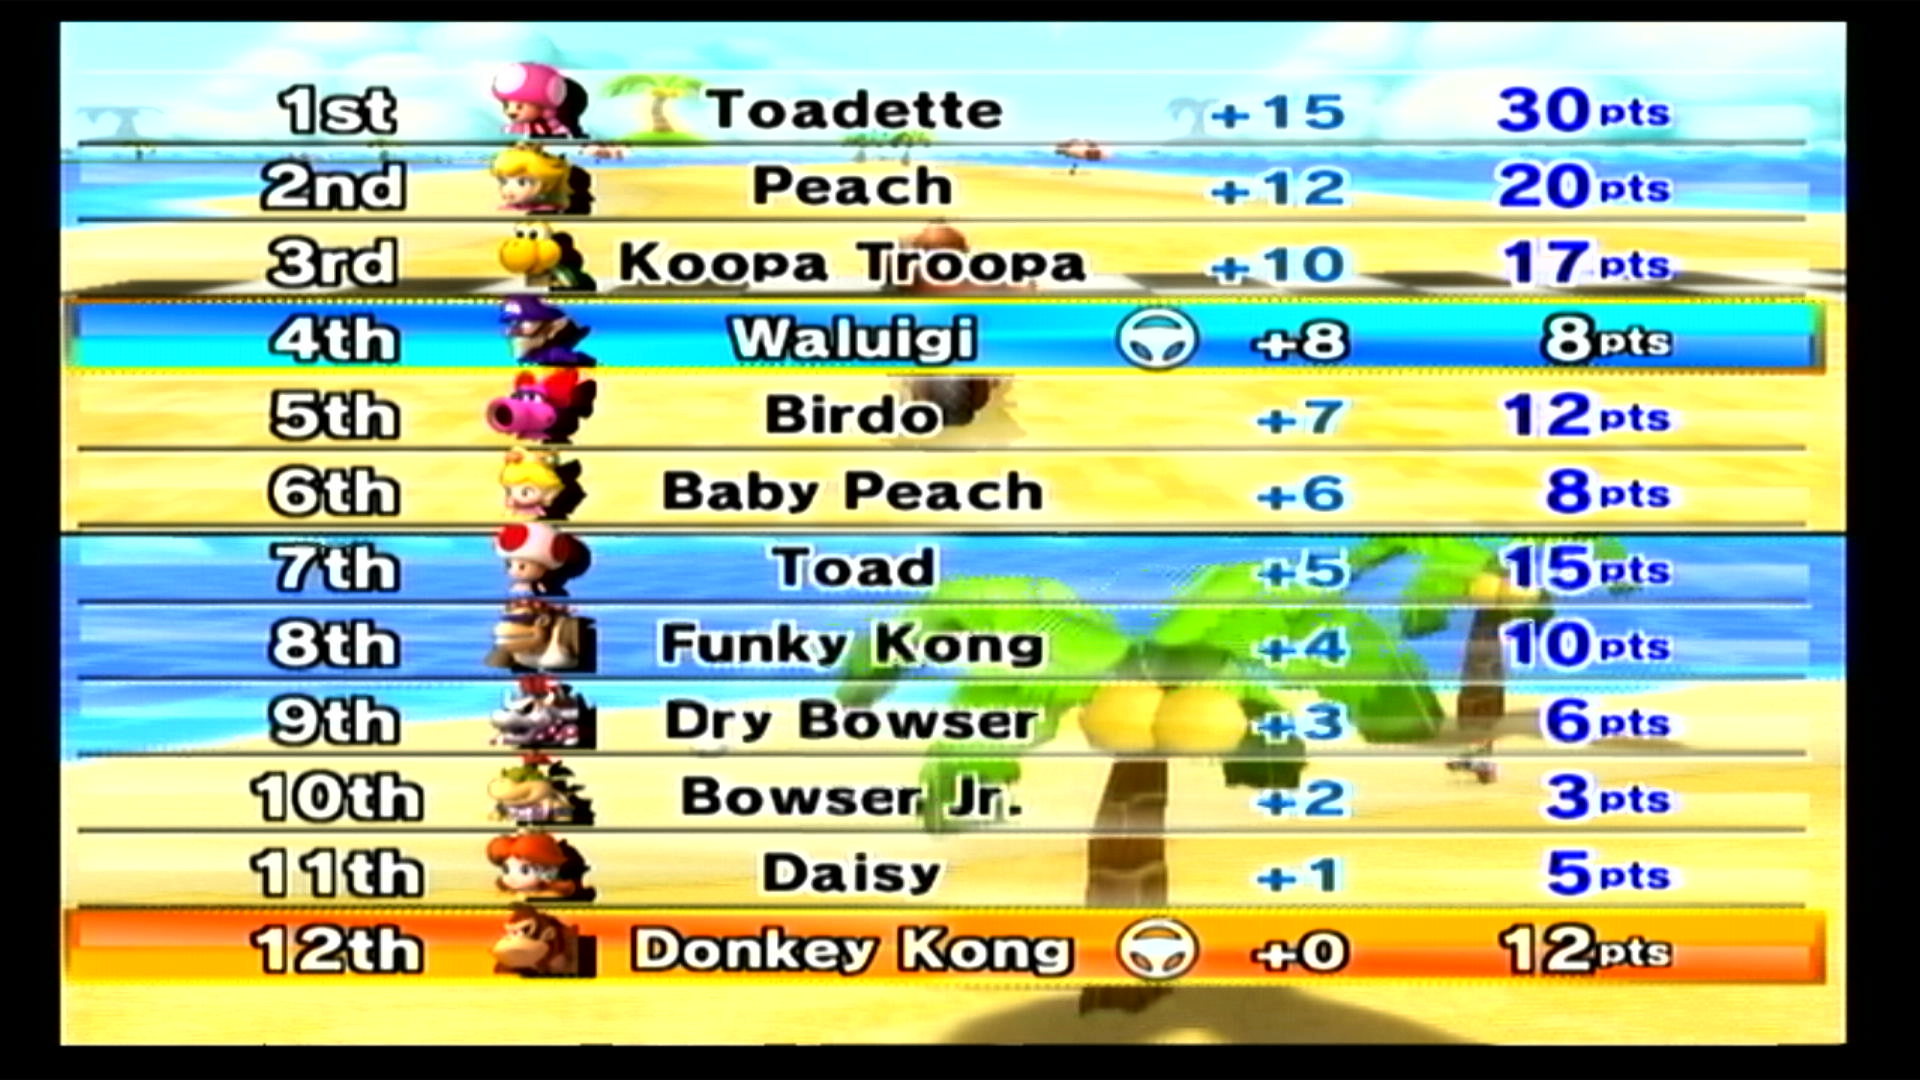 1st Toadette +15 30pts
2nd Peach +12 20pts
3rd Koopa Troopa +10 17pts
4th Waluigi +8 8pts
5th Birdo +7 12pts
6th Baby Peach +6 8pts
7th Toad +5 15pts
8th Funky Kong +4 10pts
9th Dry Bowser +3 6pts
10th Bowser Jr. +2 3pts
11th Daisy +1 5pts
12th Donkey Kong +0 12pts